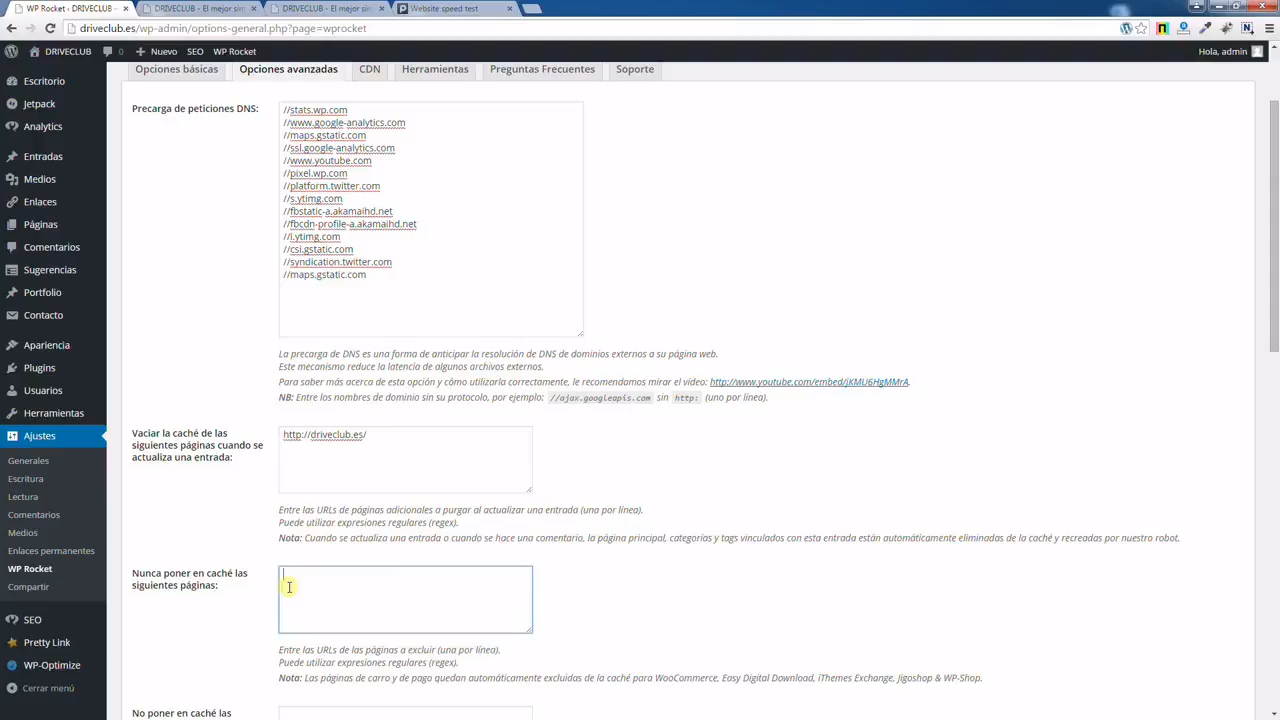 WP Rocket ‹ DRIVECLUB
DRIVECLUB - El mejor sim
DRIVECLUB - El mejor sim
Website speed test
driveclub.es/wp-admin/options-general.php?page=wprocket
DRIVECLUB
0
Nuevo
SEO
WP Rocket
Hola, admin
Escritorio
Jetpack
Analytics
Entradas
Medios
Enlaces
Páginas
Comentarios
Sugerencias
Portfolio
Contacto
Apariencia
Plugins
Usuarios
Herramientas
Ajustes
Generales
Escritura
Lectura
Comentarios
Medios
Enlaces permanentes
WP Rocket
Compartir
SEO
Pretty Link
WP-Optimize
Cerrar menú
Opciones básicas
Opciones avanzadas
CDN
Herramientas
Preguntas Frecuentes
Soporte
Precarga de peticiones DNS:
//stats.wp.com
//www.google-analytics.com
//maps.gstatic.com
//ssl.google-analytics.com
//www.youtube.com
//pixel.wp.com
//platform.twitter.com
//s.ytimg.com
//fbstatic-a.akamaihd.net
//fbcdn-profile-a.akamaihd.net
//i.ytimg.com
//csi.gstatic.com
//syndication.twitter.com
//maps.gstatic.com
La precarga de DNS es una forma de anticipar la resolución de DNS de dominios externos a su página web.
Este mecanismo reduce la latencia de algunos archivos externos.
Para saber más acerca de esta opción y cómo utilizarla correctamente, le recomendamos mirar el vídeo: http://www.youtube.com/embed/jKMU6HgMMrA.
NB: Entre los nombres de dominio sin su protocolo, por ejemplo: //ajax.googleapis.com sin http: (uno por línea).
Vaciar la caché de las
siguientes páginas cuando se
actualiza una entrada:
http://driveclub.es/
Entre las URLs de páginas adicionales a purgar al actualizar una entrada (una por línea).
Puede utilizar expresiones regulares (regex).
Nota: Cuando se actualiza una entrada o cuando se hace una comentario, la página principal, categorías y tags vinculados con esta entrada están automáticamente eliminadas de la caché y recreadas por nuestro robot.
Nunca poner en caché las
siguientes páginas:
Entre las URLs de las páginas a excluir (una por línea).
Puede utilizar expresiones regulares (regex).
Nota: Las páginas de carro y de pago quedan automáticamente excluidas de la caché para WooCommerce, Easy Digital Download, iThemes Exchange, Jigoshop & WP-Shop.
No poner en caché las